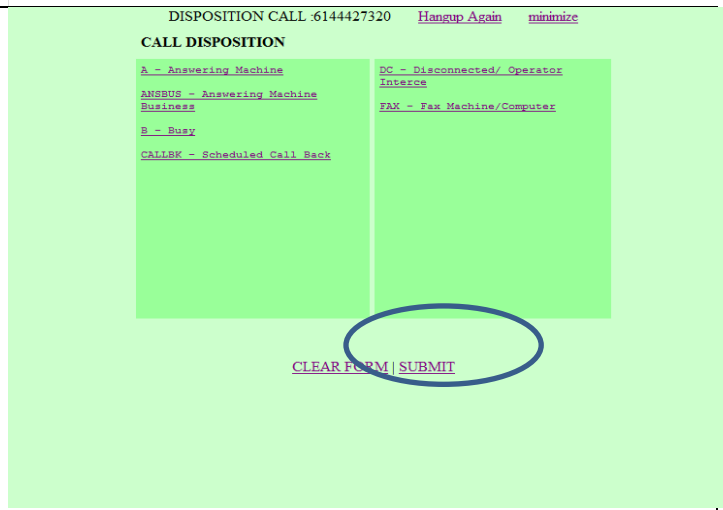 DISPOSITION CALL :6144427320 Hangup Again minimize
CALL DISPOSITION
A - Answering Machine
ANSBUS - Answering Machine
Business
B - Busy
CALLBK - Scheduled Call Back
DC - Disconnected/ Operator
Interce
FAX - Fax Machine/Computer
CLEAR FORM | SUBMIT